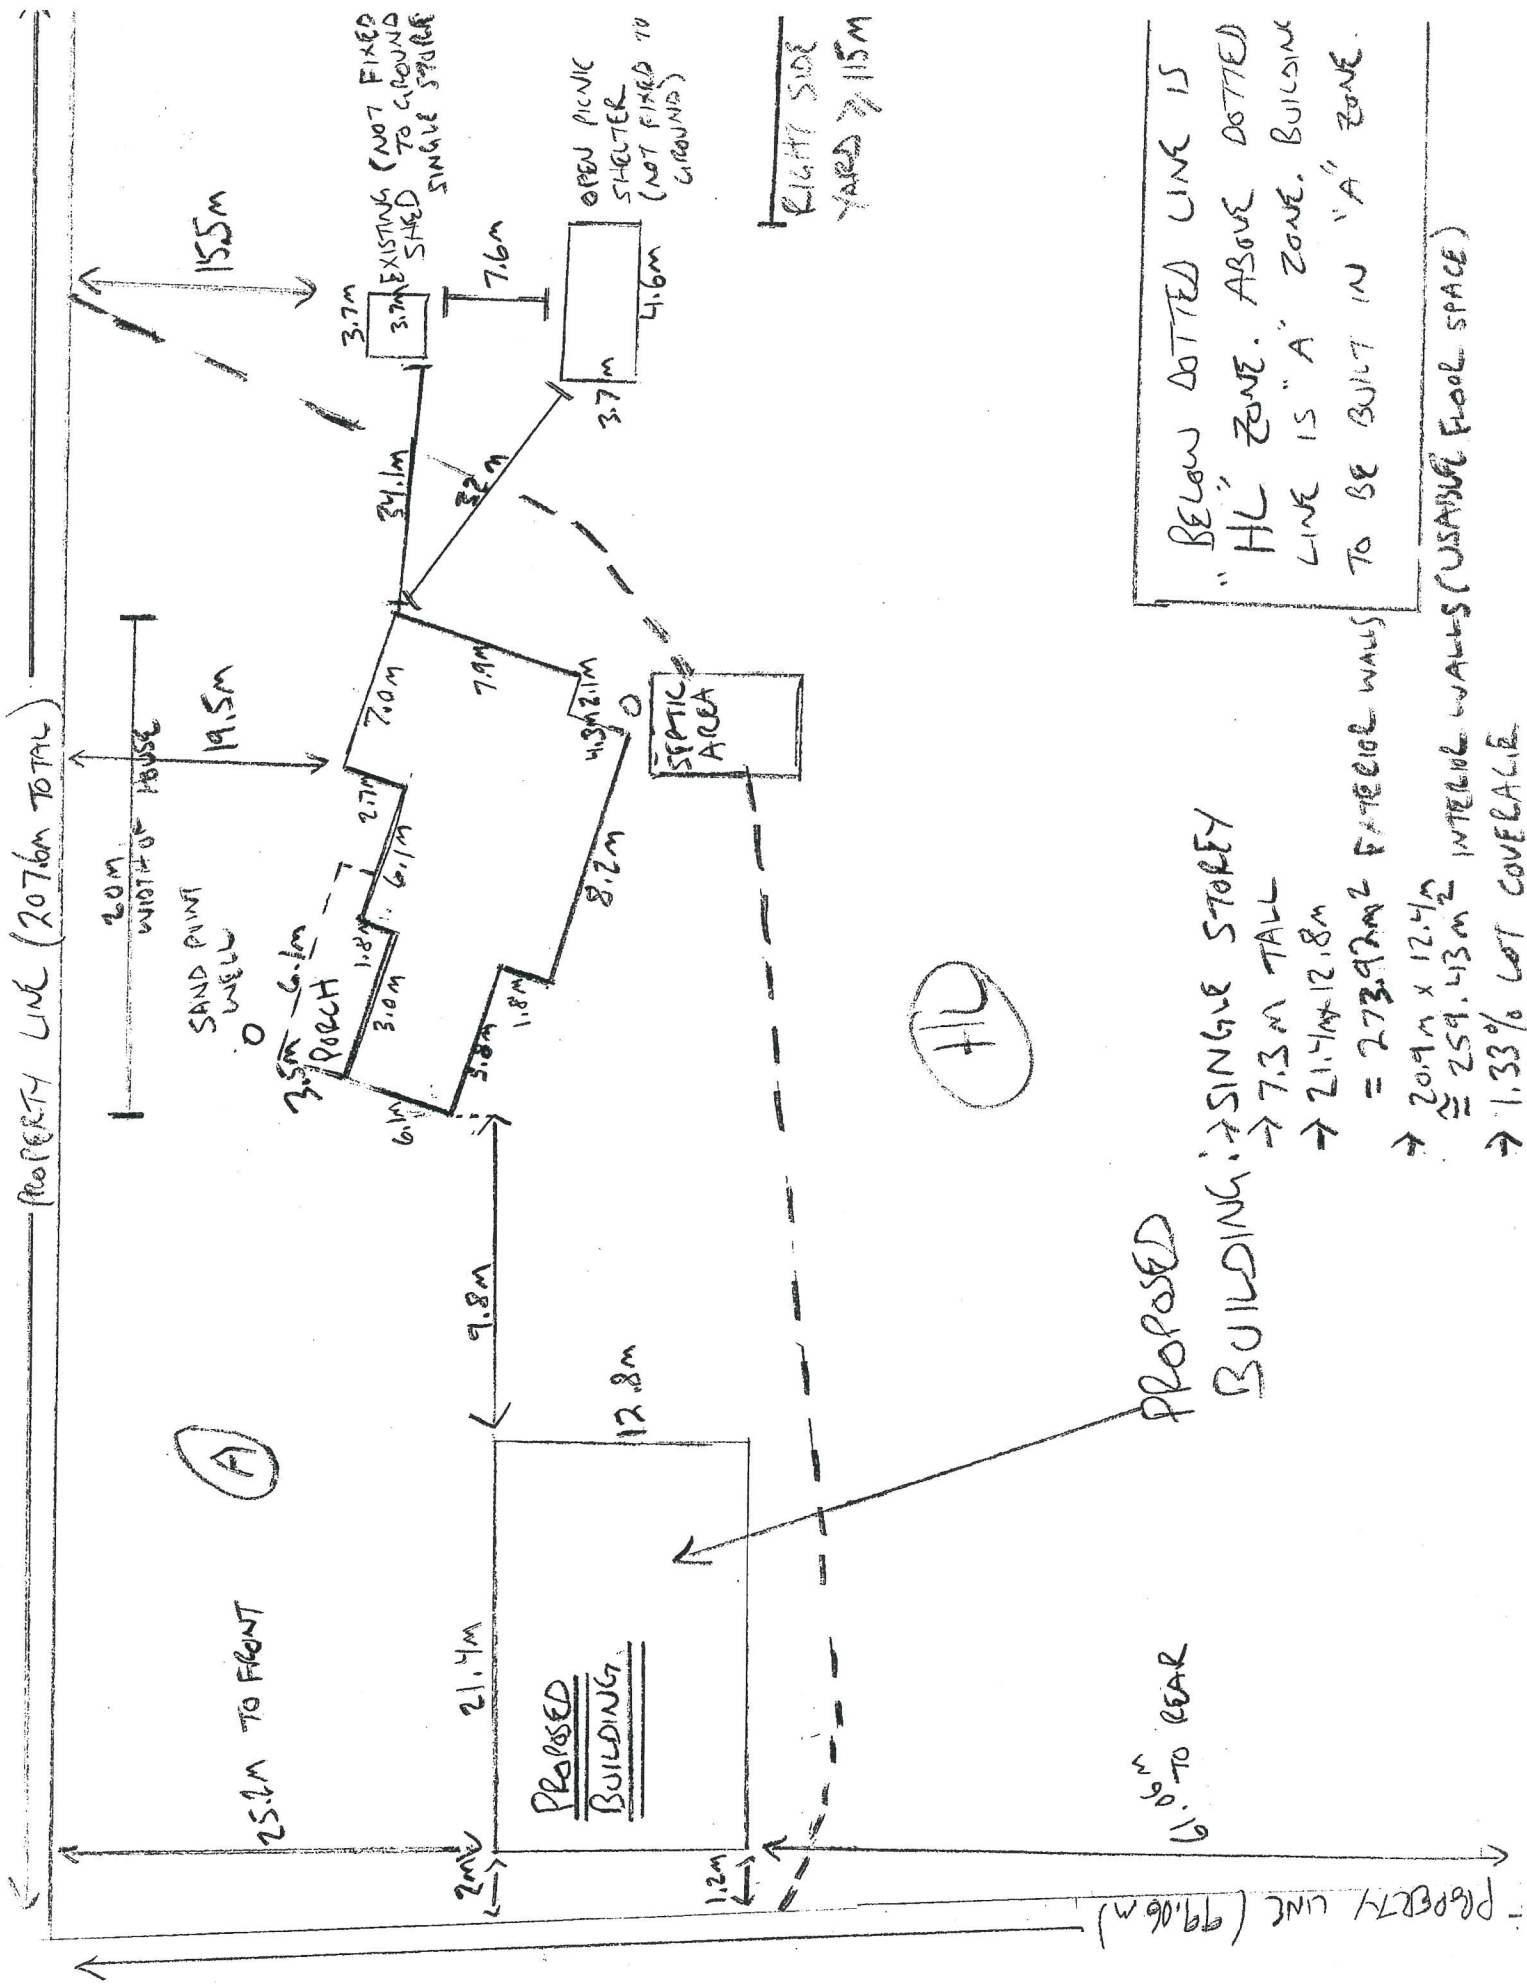 PROPERTY LINE (207.6M TOTAL)
20M
WIDTH OF HOUSE
19.5M
15.5M
SAND POINT
WELL
3.5M
6.1M
PORCH
3.0M
1.8M
6.1M
2.7M
7.0M
7.9M
2.1M
4.3M
8.2M
1.8M
6.1M
34.1M
32M
3.7M
3.7M
EXISTING (NOT FIXED
SHED TO GROUND
SINGLE STOREY
7.6M
OPEN PICNIC
SHELTER
(NOT FIXED TO
GROUND)
3.7M
4.6M
RIGHT SIDE
YARD ≥ 115M
SEPTIC
AREA
A
25.2M TO FRONT
9.8M
21.4M
12.8M
2M
1.2M
PROPOSED
BUILDING
HL
61.06M TO REAR
PROPERTY LINE (99.06M)
PROPOSED
BUILDING: → SINGLE STOREY
→ 7.3M TALL
→ 21.4M x 12.8M
= 273.92M² EXTERIOR WALLS
→ 20.9M x 12.4M
≅ 259.43M² INTERIOR WALLS (USABLE FLOOR SPACE)
→ 1.33% LOT COVERAGE
BELOW DOTTED LINE IS
"HL" ZONE. ABOVE DOTTED
LINE IS "A" ZONE. BUILDING
TO BE BUILT IN "A" ZONE.